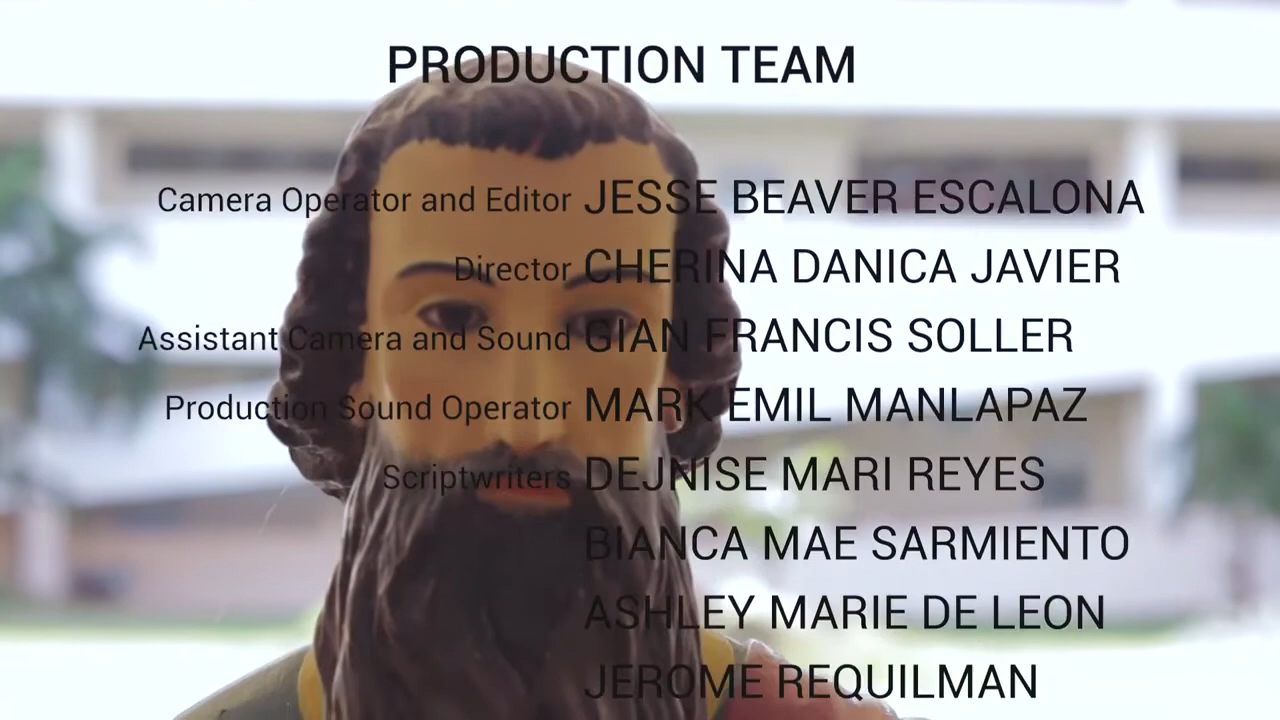 PRODUCTION TEAM
Camera Operator and Editor JESSE BEAVER ESCALONA
Director CHERINA DANICA JAVIER
Assistant Camera and Sound GIAN FRANCIS SOLLER
Production Sound Operator MARK EMIL MANLAPAZ
Scriptwriters DEJNISE MARI REYES
BIANCA MAE SARMIENTO
ASHLEY MARIE DE LEON
JEROME REQUILMAN